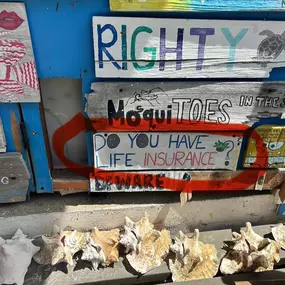 RIGHTY
MosquiTOES IN THE S
DO YOU HAVE
LIFE INSURANCE?
BEWARE
G